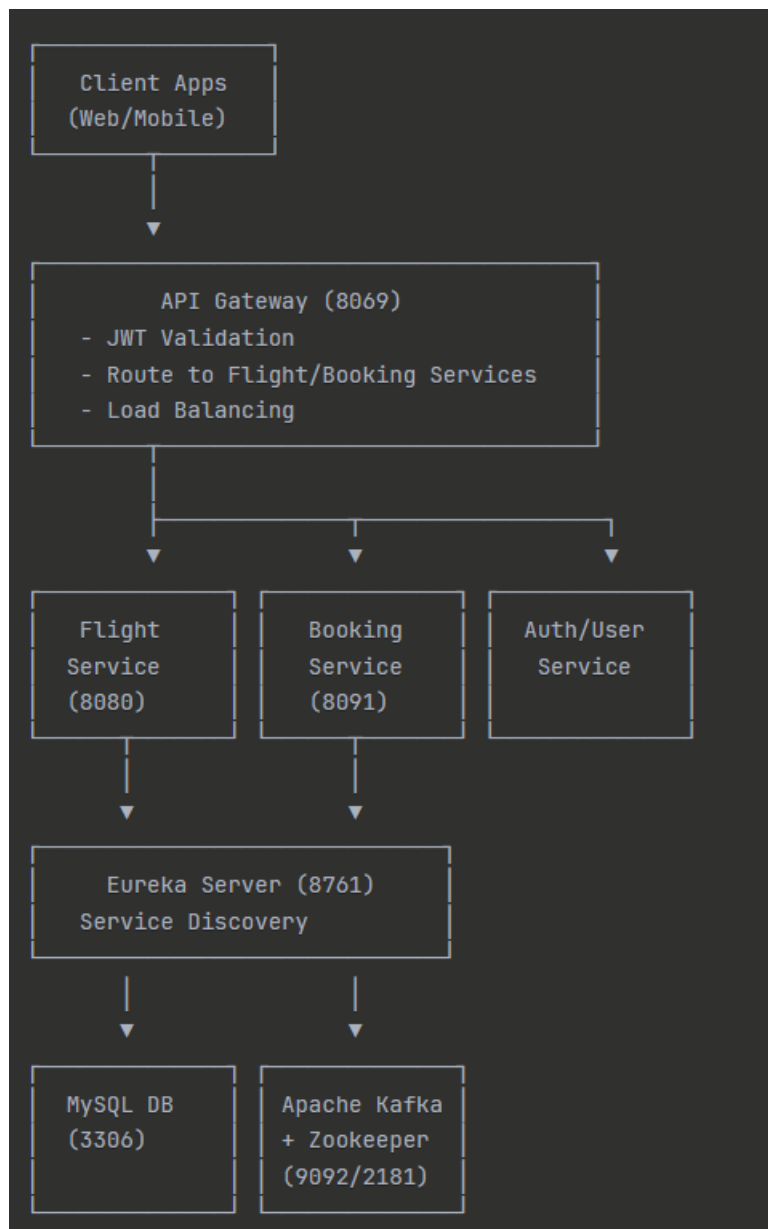 Client Apps
(Web/Mobile)
API Gateway (8069)
- JWT Validation
- Route to Flight/Booking Services
- Load Balancing
Flight
Service
(8080)
Booking
Service
(8091)
Auth/User
Service
Eureka Server (8761)
Service Discovery
MySQL DB
(3306)
Apache Kafka
+ Zookeeper
(9092/2181)